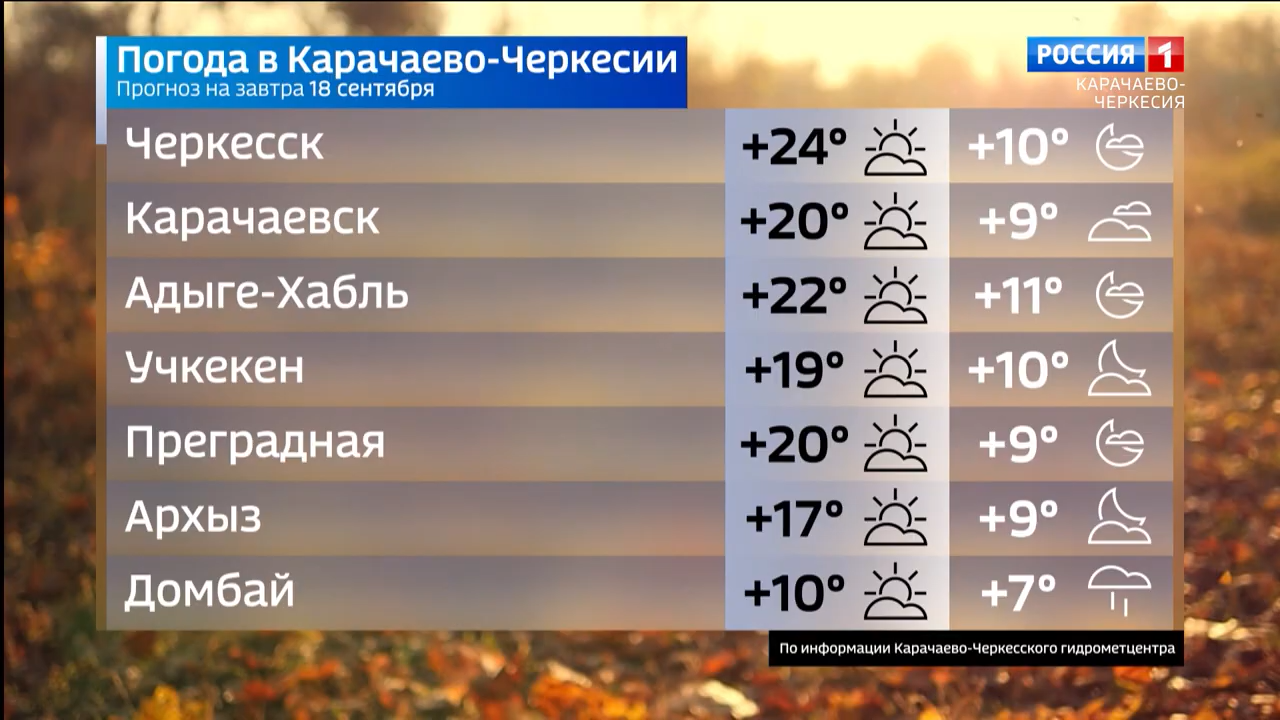 Погода в Карачаево-Черкесии
Прогноз на завтра 18 сентября
РОССИЯ 1
КАРАЧАЕВО-
ЧЕРКЕСИЯ
Черкесск +24° +10°
Карачаевск +20° +9°
Адыге-Хабль +22° +11°
Учкекен +19° +10°
Преградная +20° +9°
Архыз +17° +9°
Домбай +10° +7°
По информации Карачаево-Черкесского гидрометцентра